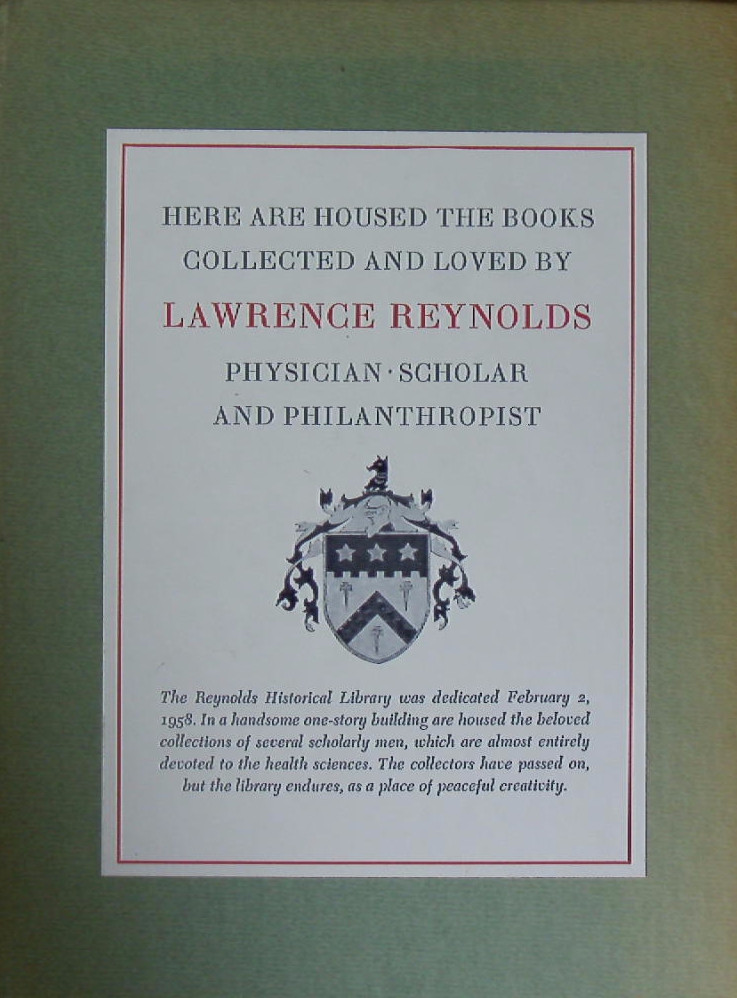 HERE ARE HOUSED THE BOOKS
COLLECTED AND LOVED BY
LAWRENCE REYNOLDS
PHYSICIAN · SCHOLAR
AND PHILANTHROPIST
The Reynolds Historical Library was dedicated February 2,
1958. In a handsome one-story building are housed the beloved
collections of several scholarly men, which are almost entirely
devoted to the health sciences. The collectors have passed on,
but the library endures, as a place of peaceful creativity.